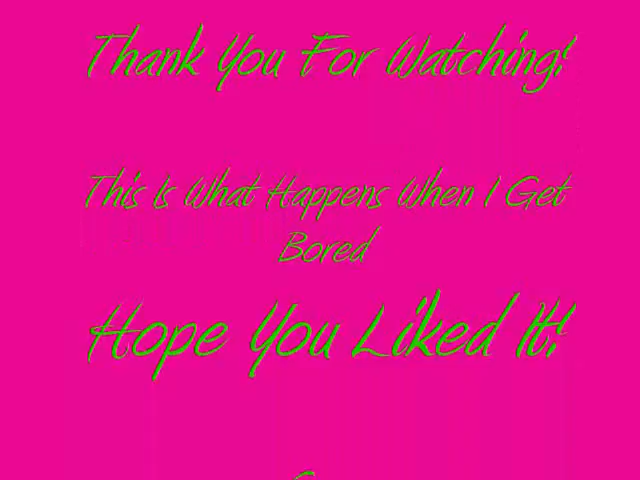 Thank You For Watching!
This Is What Happens When I Get
Bored
Hope You Liked It!